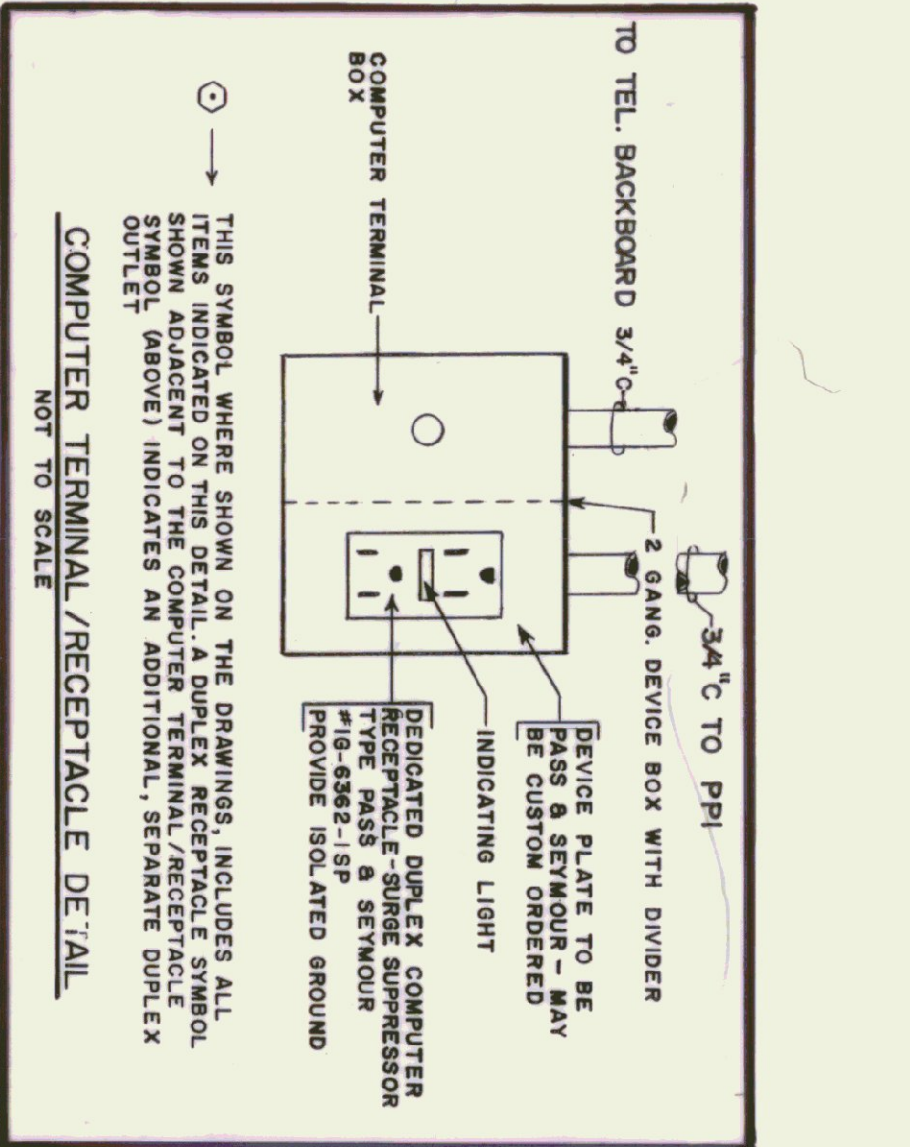 TO TEL. BACKBOARD 3/4"C
3/4"C TO PPI
2 GANG. DEVICE BOX WITH DIVIDER
COMPUTER TERMINAL
BOX
DEVICE PLATE TO BE
PASS & SEYMOUR - MAY
BE CUSTOM ORDERED
INDICATING LIGHT
DEDICATED DUPLEX COMPUTER
RECEPTACLE-SURGE SUPPRESSOR
TYPE PASS & SEYMOUR
#IG-6362-ISP
PROVIDE ISOLATED GROUND
THIS SYMBOL WHERE SHOWN ON THE DRAWINGS, INCLUDES ALL
ITEMS INDICATED ON THIS DETAIL. A DUPLEX RECEPTACLE SYMBOL
SHOWN ADJACENT TO THE COMPUTER TERMINAL/RECEPTACLE
SYMBOL (ABOVE) INDICATES AN ADDITIONAL, SEPARATE DUPLEX
OUTLET
COMPUTER TERMINAL/RECEPTACLE DETAIL
NOT TO SCALE